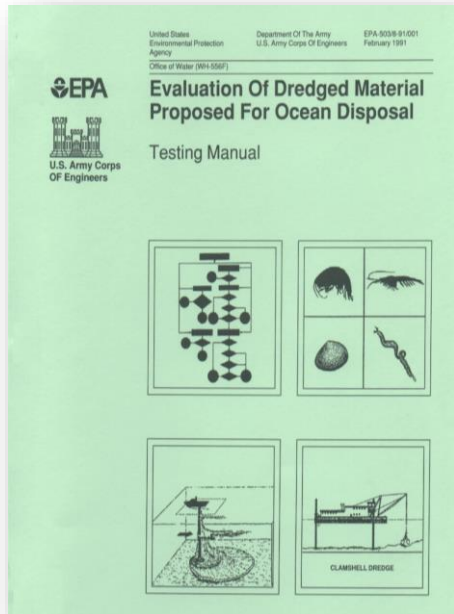 United States
Environmental Protection
Agency
Department Of The Army
U.S. Army Corps Of Engineers
EPA-503/8-91/001
February 1991
Office of Water (WH-556F)
EPA
U.S. Army Corps
OF Engineers
Evaluation Of Dredged Material
Proposed For Ocean Disposal
Testing Manual
CLAMSHELL DREDGE